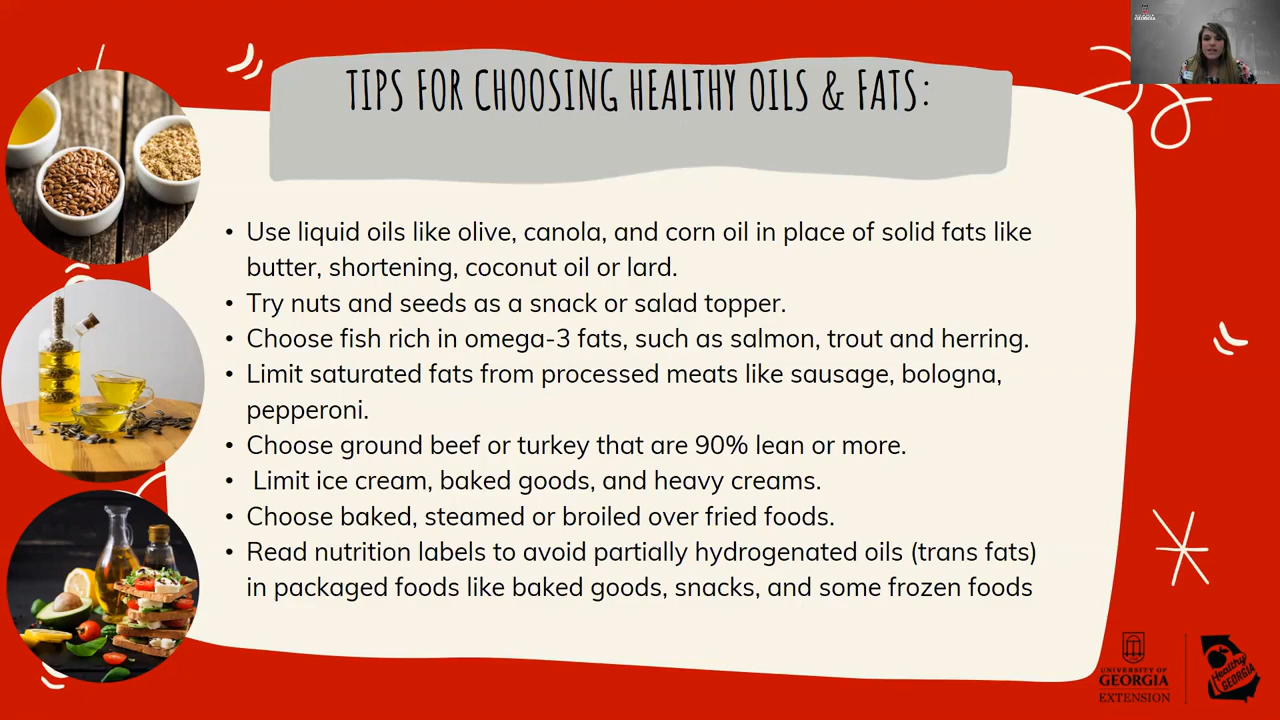 TIPS FOR CHOOSING HEALTHY OILS & FATS:
• Use liquid oils like olive, canola, and corn oil in place of solid fats like
butter, shortening, coconut oil or lard.
• Try nuts and seeds as a snack or salad topper.
• Choose fish rich in omega-3 fats, such as salmon, trout and herring.
• Limit saturated fats from processed meats like sausage, bologna,
pepperoni.
• Choose ground beef or turkey that are 90% lean or more.
• Limit ice cream, baked goods, and heavy creams.
• Choose baked, steamed or broiled over fried foods.
• Read nutrition labels to avoid partially hydrogenated oils (trans fats)
in packaged foods like baked goods, snacks, and some frozen foods
UNIVERSITY OF
GEORGIA
EXTENSION
Healthy
GEORGIA
GEORGIA